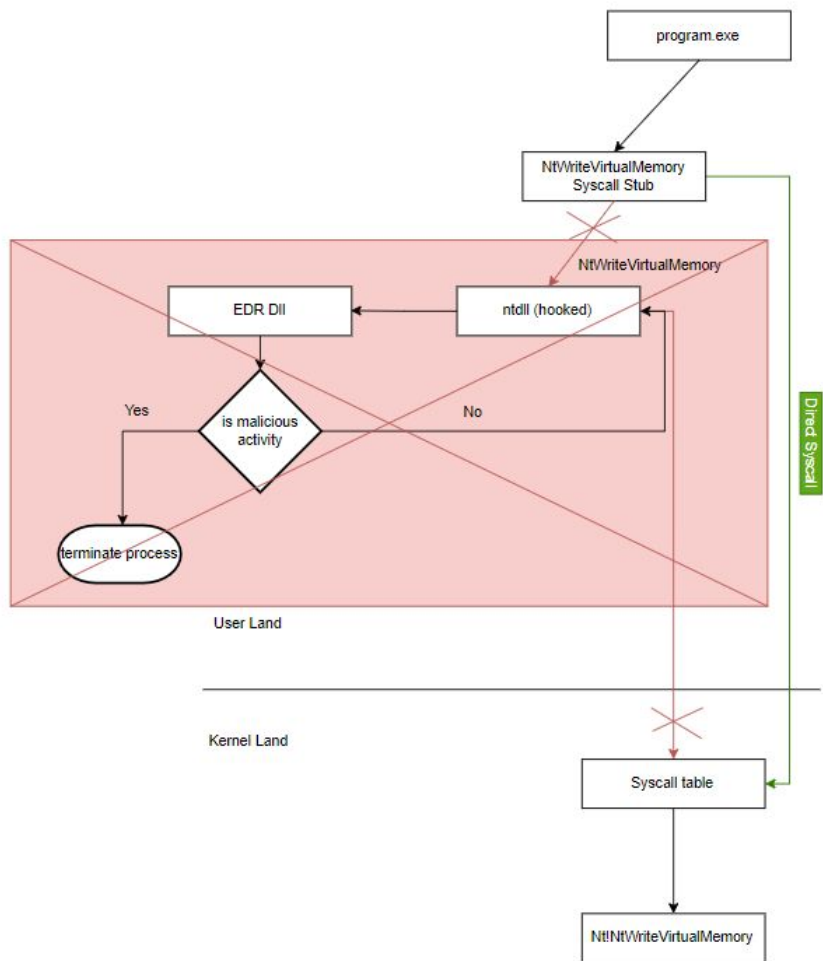 program.exe
NtWriteVirtualMemory
Syscall Stub
NtWriteVirtualMemory
EDR Dll
ntdll (hooked)
Yes
is malicious
activity
No
Direct Syscall
terminate process
User Land
Kernel Land
Syscall table
Nt!NtWriteVirtualMemory